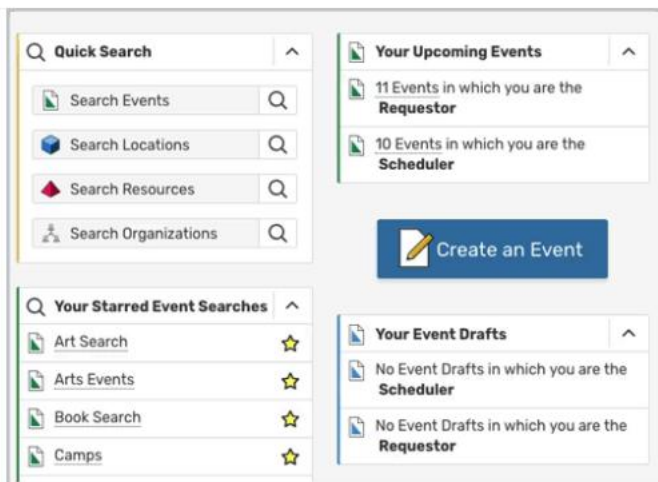 Quick Search
Search Events
Search Locations
Search Resources
Search Organizations
Your Starred Event Searches
Art Search
Arts Events
Book Search
Camps
Your Upcoming Events
11 Events in which you are the
Requestor
10 Events in which you are the
Scheduler
Create an Event
Your Event Drafts
No Event Drafts in which you are the
Scheduler
No Event Drafts in which you are the
Requestor